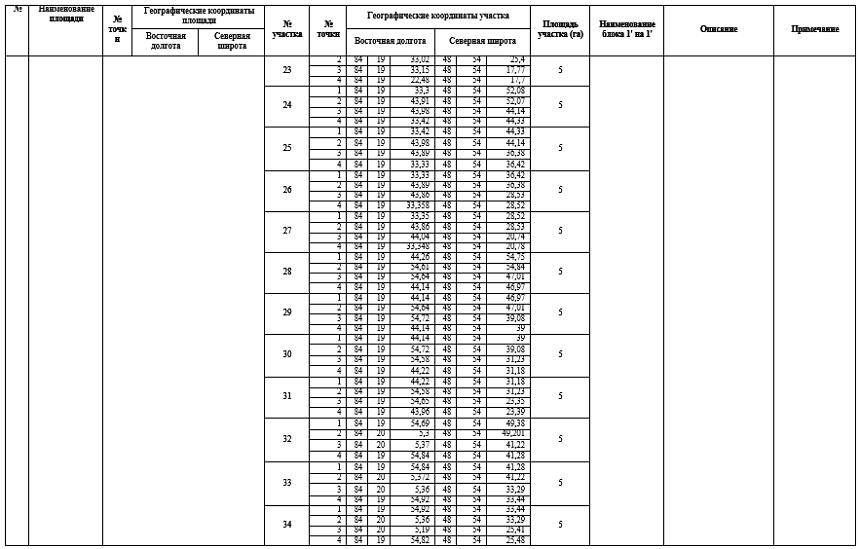 № Наименование площади № точки Географические координаты площади № участка № точки Географические координаты участка Площадь участка (га) Наименование блока 1' на 1' Описание Примечание
Восточная долгота Северная широта Восточная долгота Северная широта
23 5
2 84 19 33,02 48 54 25,4
3 84 19 33,15 48 54 17,77
4 84 19 22,48 48 54 17,7
24 5
1 84 19 33,3 48 54 52,08
2 84 19 43,91 48 54 52,07
3 84 19 43,98 48 54 44,14
4 84 19 33,42 48 54 44,33
25 5
1 84 19 33,42 48 54 44,33
2 84 19 43,98 48 54 44,14
3 84 19 43,89 48 54 36,38
4 84 19 33,33 48 54 36,42
26 5
1 84 19 33,33 48 54 36,42
2 84 19 43,89 48 54 36,38
3 84 19 43,86 48 54 28,53
4 84 19 33,358 48 54 28,52
27 5
1 84 19 33,35 48 54 28,52
2 84 19 43,86 48 54 28,53
3 84 19 44,04 48 54 20,74
4 84 19 33,348 48 54 20,78
28 5
1 84 19 44,26 48 54 54,75
2 84 19 54,61 48 54 54,84
3 84 19 54,64 48 54 47,01
4 84 19 44,14 48 54 46,97
29 5
1 84 19 44,14 48 54 46,97
2 84 19 54,64 48 54 47,01
3 84 19 54,72 48 54 39,08
4 84 19 44,14 48 54 39
30 5
1 84 19 44,14 48 54 39
2 84 19 54,72 48 54 39,08
3 84 19 54,58 48 54 31,23
4 84 19 44,22 48 54 31,18
31 5
1 84 19 44,22 48 54 31,18
2 84 19 54,58 48 54 31,23
3 84 19 54,65 48 54 23,35
4 84 19 43,96 48 54 23,39
32 5
1 84 19 54,69 48 54 49,38
2 84 20 5,3 48 54 49,201
3 84 20 5,37 48 54 41,22
4 84 19 54,84 48 54 41,28
33 5
1 84 19 54,84 48 54 41,28
2 84 20 5,372 48 54 41,22
3 84 20 5,36 48 54 33,29
4 84 19 54,92 48 54 33,44
34 5
1 84 19 54,92 48 54 33,44
2 84 20 5,36 48 54 33,29
3 84 20 5,19 48 54 25,41
4 84 19 54,82 48 54 25,48